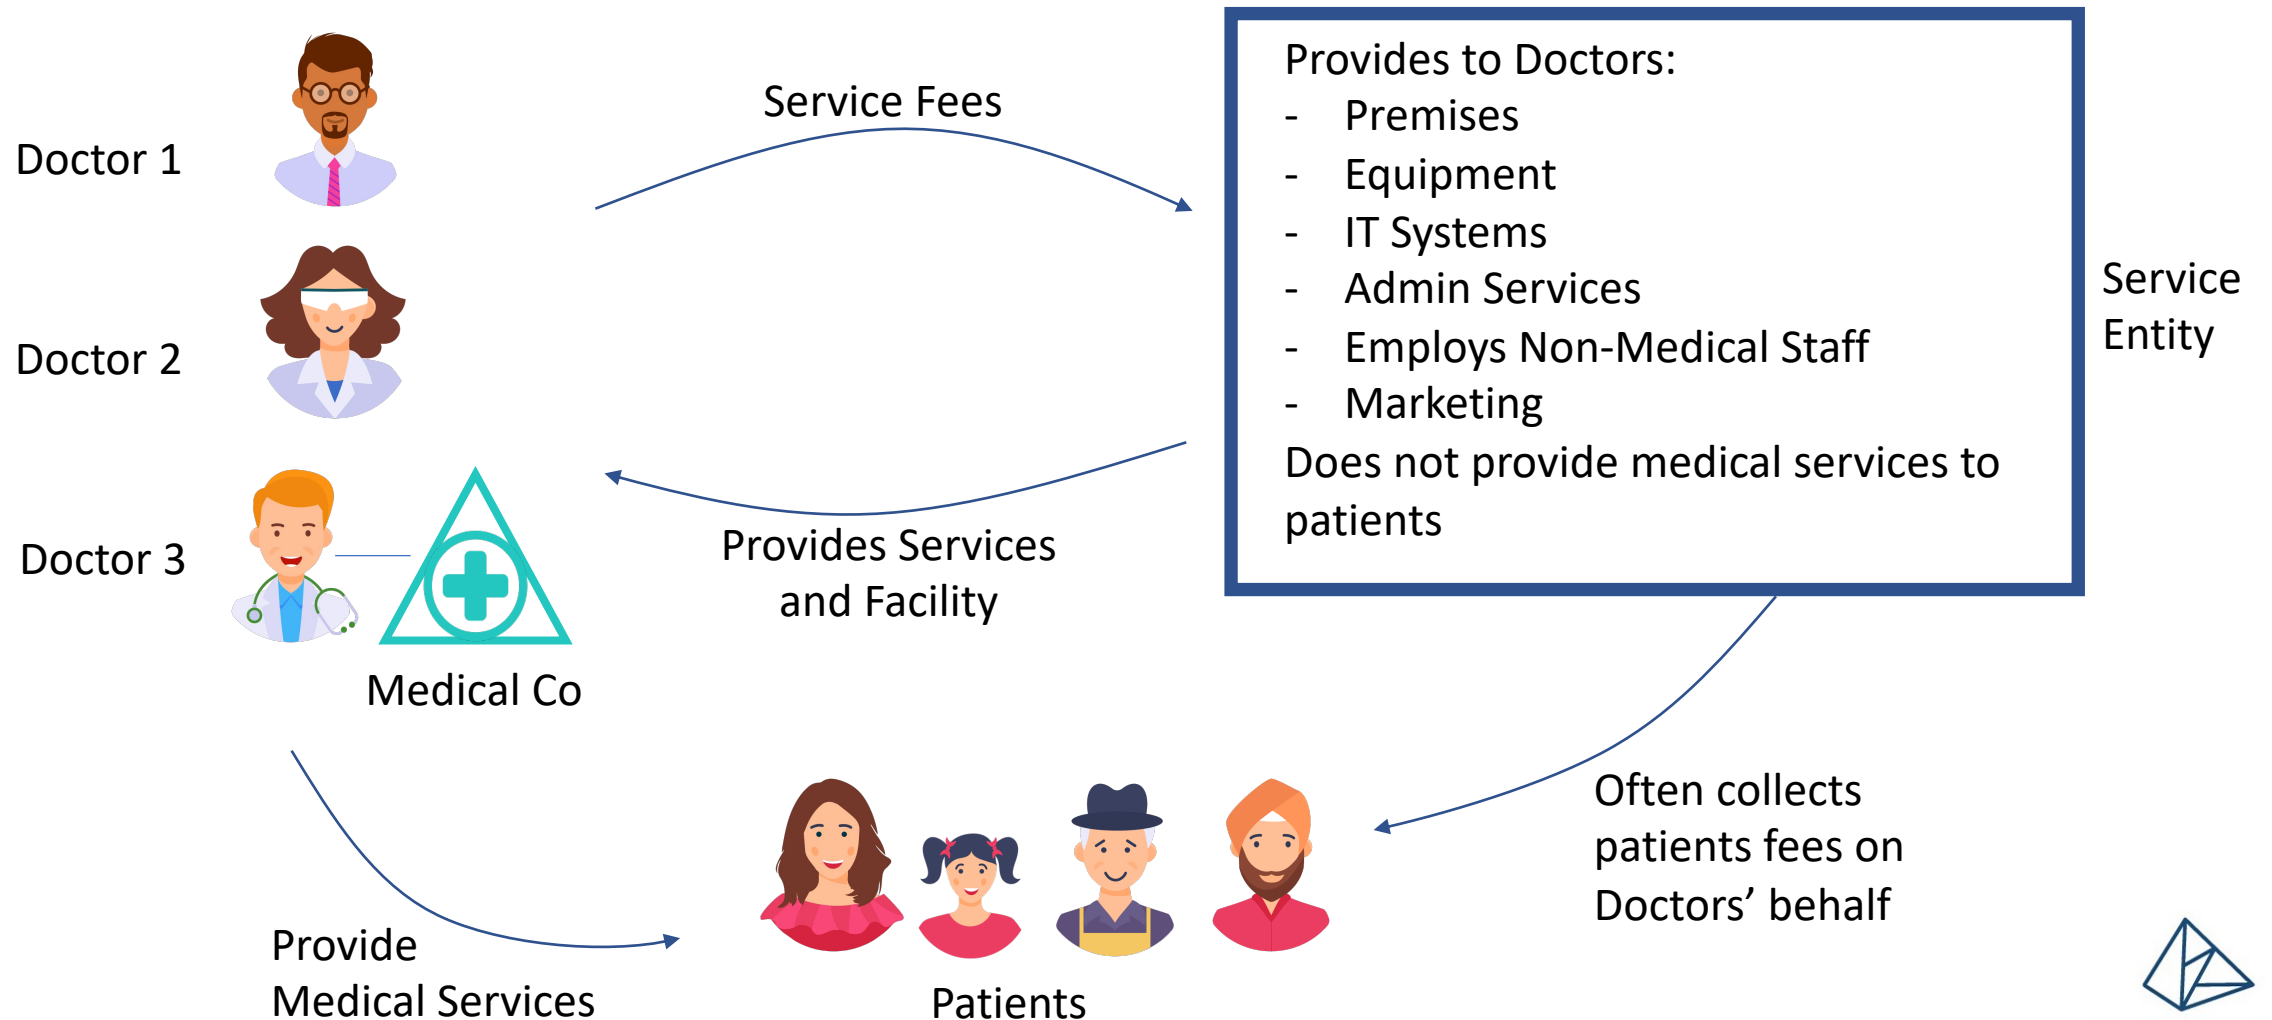 Doctor 1
Doctor 2
Doctor 3
Medical Co
Service Fees
Provides Services
and Facility
Provides to Doctors:
- Premises
- Equipment
- IT Systems
- Admin Services
- Employs Non-Medical Staff
- Marketing
Does not provide medical services to
patients
Service
Entity
Provide
Medical Services
Patients
Often collects
patients fees on
Doctors’ behalf